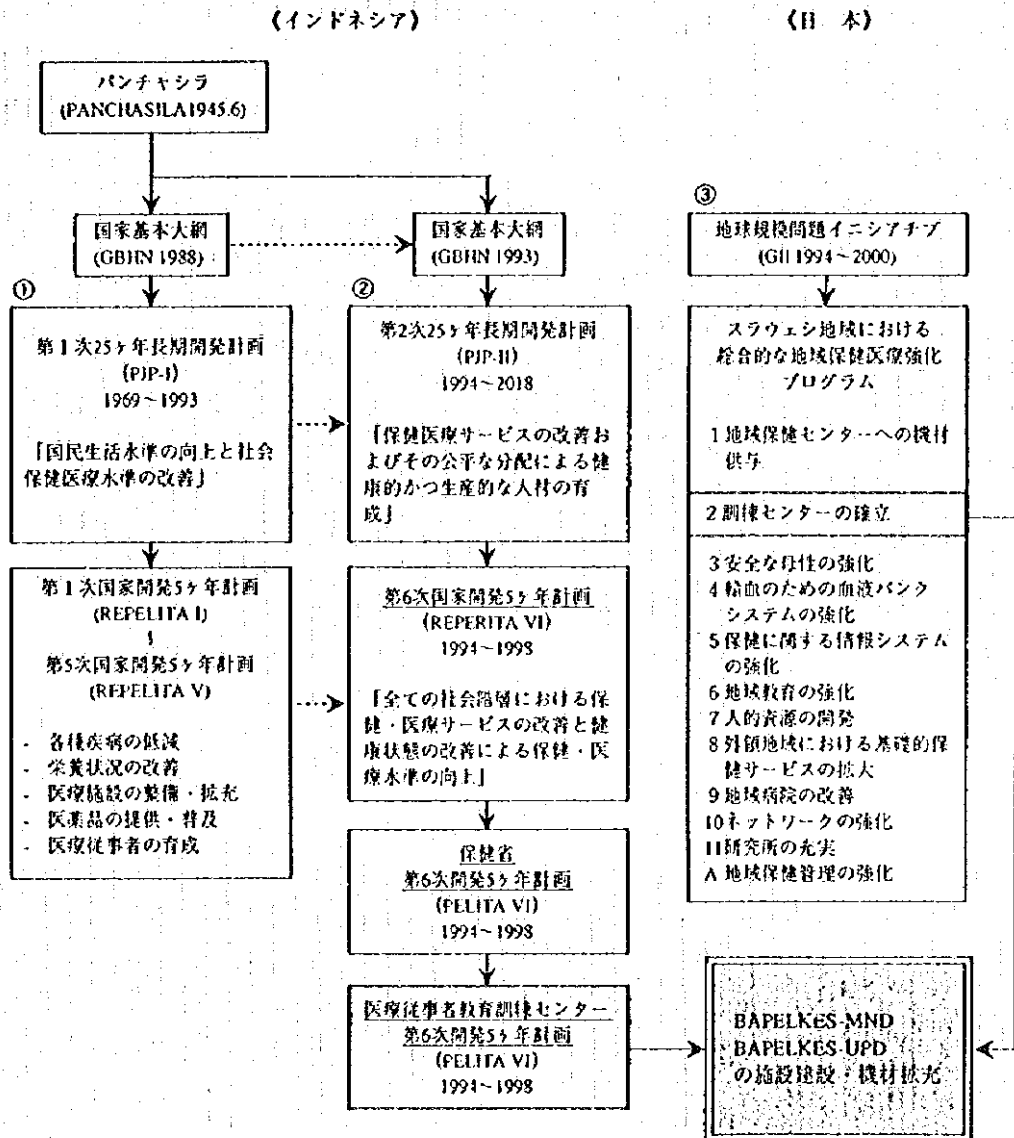 《インドネシア》
《日 本》
パンチャシラ
(PANCHASILA1945.6)
国家基本大綱
(GBHN 1988)
国家基本大綱
(GBHN 1993)
③
地球規模問題イニシアチブ
(GII 1994～2000)
①
第1次25ヶ年長期開発計画
(PJP-I)
1969～1993
「国民生活水準の向上と社会
保健医療水準の改善」
②
第2次25ヶ年長期開発計画
(PJP-II)
1994～2018
「保健医療サービスの改善お
よびその公平な分配による健
康的かつ生産的な人材の育
成」
スラウェシ地域における
総合的な地域保健医療強化
プログラム
1 地域保健センターへの機材
供与
2 訓練センターの確立
3 安全な母性の強化
4 輸血のための血液バンク
システムの強化
5 保健に関する情報システム
の強化
6 地域教育の強化
7 人的資源の開発
8 外領地域における基礎的保
健サービスの拡大
9 地域病院の改善
10 ネットワークの強化
11 研究所の充実
A 地域保健管理の強化
第1次国家開発5ヶ年計画
(REPELITA I)
～
第5次国家開発5ヶ年計画
(REPELITA V)
- 各種疾病の低減
- 栄養状況の改善
- 医療施設の整備・拡充
- 医薬品の提供・普及
- 医療従事者の育成
第6次国家開発5ヶ年計画
(REPERITA VI)
1994～1998
「全ての社会階層における保
健・医療サービスの改善と健
康状態の改善による保健・医
療水準の向上」
保健省
第6次開発5ヶ年計画
(PELITA VI)
1994～1998
医療従事者教育訓練センター
第6次開発5ヶ年計画
(PELITA VI)
1994～1998
BAPELKES-MND
BAPELKES-UPD
の施設建設・機材拡充